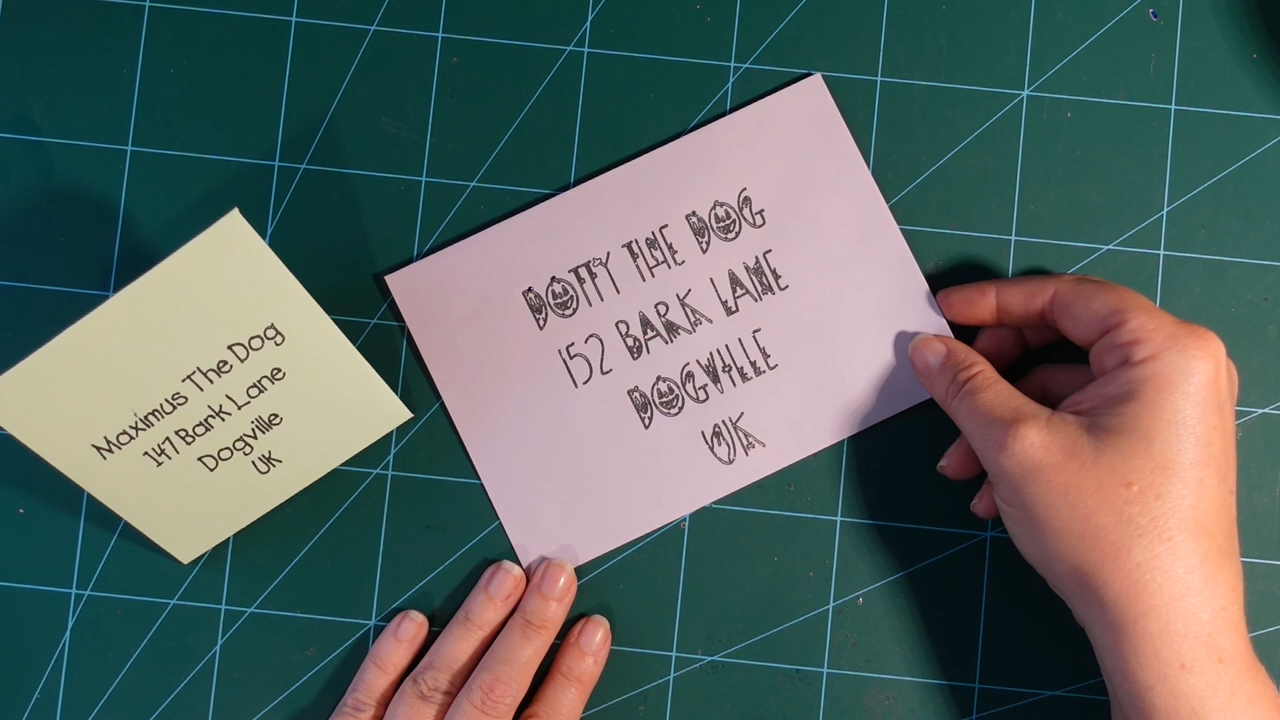 Maximus The Dog
147 Bark Lane
Dogville
UK
DOTTY THE DOG
152 BARK LANE
DOGVILLE
UK